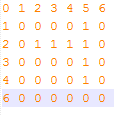 0 1 2 3 4 5 6
1 0 0 0 0 0 0
2 0 1 1 1 1 0
3 0 0 0 0 1 0
4 0 0 0 0 1 0
6 0 0 0 0 0 0